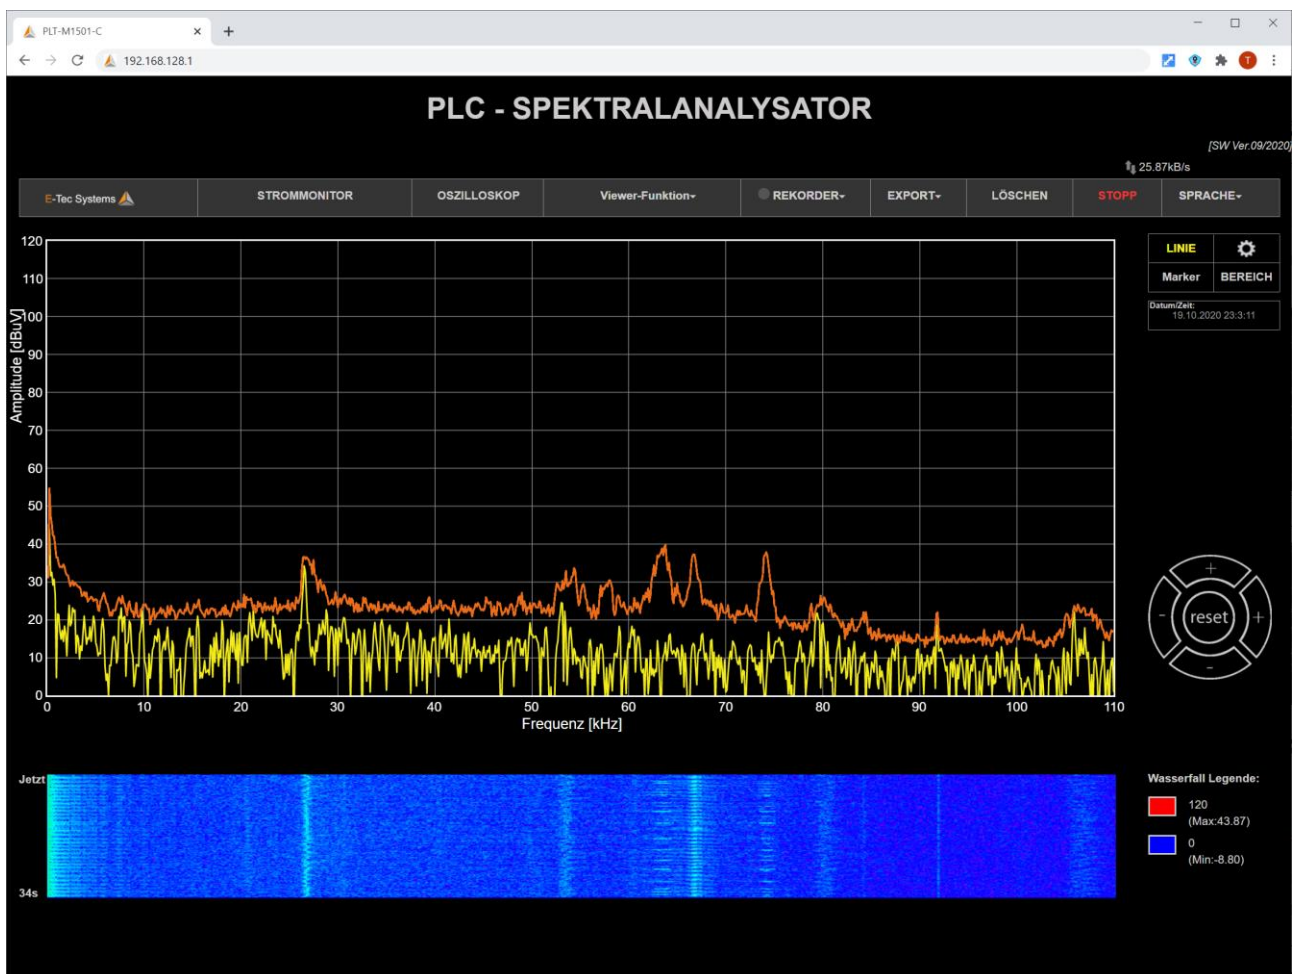 PLT-M1501-C
192.168.128.1
T
PLC - SPEKTRALANALYSATOR
[SW Ver.09/2020]
25.87kB/s
E-Tec Systems STROMMONITOR OSZILLOSKOP Viewer-Funktion REKORDER EXPORT LÖSCHEN STOPP SPRACHE
LINIE
Marker BEREICH
Datum/Zeit:
19.10.2020 23:3:11
Amplitude [dBuV]
120
110
100
90
80
70
60
50
40
30
20
10
0
0 10 20 30 40 50 60 70 80 90 100 110
Frequenz [kHz]
+
- reset +
-
Jetzt
34s
Wasserfall Legende:
120
(Max:43.87)
0
(Min:-8.80)